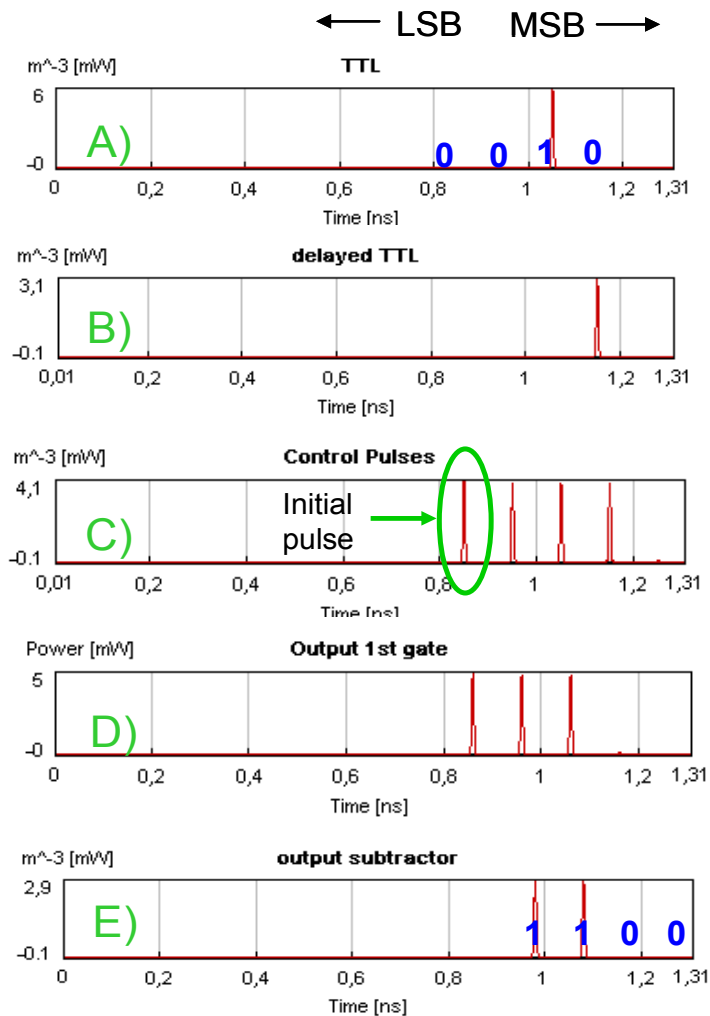 LSB MSB
m^-3 [mW] TTL
6
A)
0 0 1 0
-0
0 0,2 0,4 0,6 0,8 1 1,2 1,31
Time [ns]
m^-3 [mW] delayed TTL
3,1
B)
-0.1
0,01 0,2 0,4 0,6 0,8 1 1,2 1,31
Time [ns]
m^-3 [mW] Control Pulses
4,1
Initial
pulse
C)
-0.1
0,01 0,2 0,4 0,6 0,8 1 1,2 1,31
Time [ns]
Power [mW] Output 1st gate
5
D)
-0
0 0,2 0,4 0,6 0,8 1 1,2 1,31
Time [ns]
m^-3 [mW] output subtractor
2,9
E)
1 1 0 0
-0.1
0 0,2 0,4 0,6 0,8 1 1,2 1,31
Time [ns]